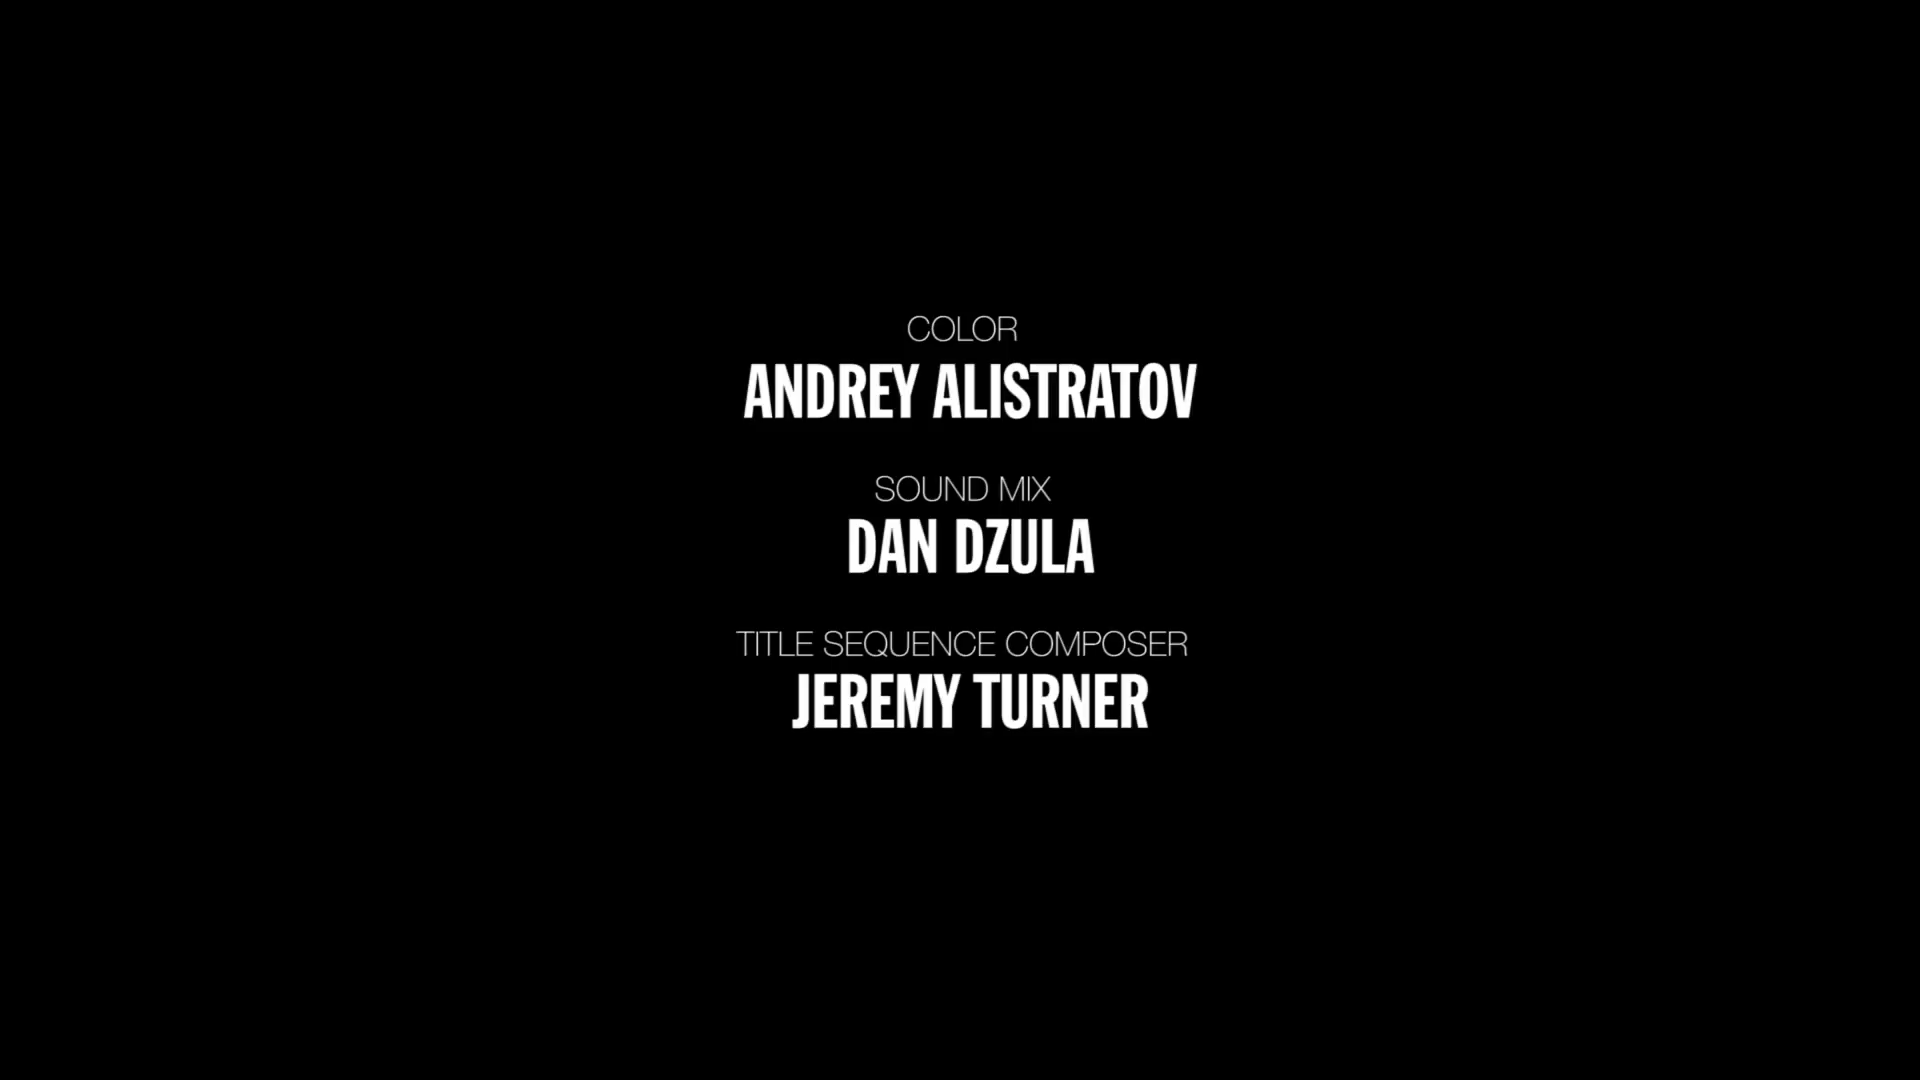 COLOR
ANDREY ALISTRATOV
SOUND MIX
DAN DZULA
TITLE SEQUENCE COMPOSER
JEREMY TURNER